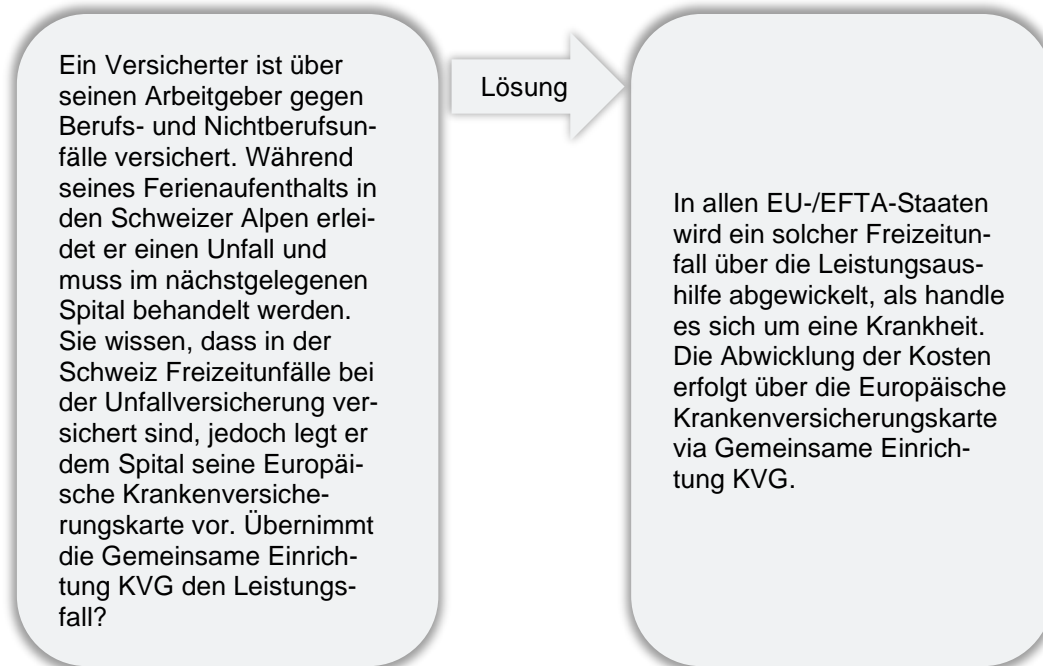 Ein Versicherter ist über
seinen Arbeitgeber gegen
Berufs- und Nichtberufsun-
fälle versichert. Während
seines Ferienaufenthalts in
den Schweizer Alpen erlei-
det er einen Unfall und
muss im nächstgelegenen
Spital behandelt werden.
Sie wissen, dass in der
Schweiz Freizeitunfälle bei
der Unfallversicherung ver-
sichert sind, jedoch legt er
dem Spital seine Europäi-
sche Krankenversiche-
rungskarte vor. Übernimmt
die Gemeinsame Einrich-
tung KVG den Leistungs-
fall?
Lösung
In allen EU-/EFTA-Staaten
wird ein solcher Freizeitun-
fall über die Leistungsaus-
hilfe abgewickelt, als handle
es sich um eine Krankheit.
Die Abwicklung der Kosten
erfolgt über die Europäische
Krankenversicherungskarte
via Gemeinsame Einrich-
tung KVG.